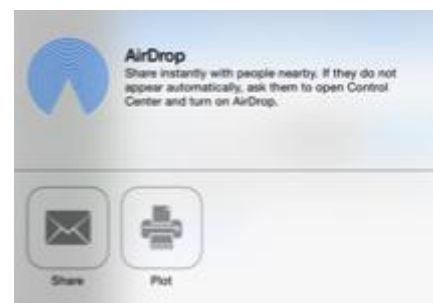 AirDrop
Share instantly with people nearby. If they do not
appear automatically, ask them to open Control
Center and turn on AirDrop.
Share
Plot